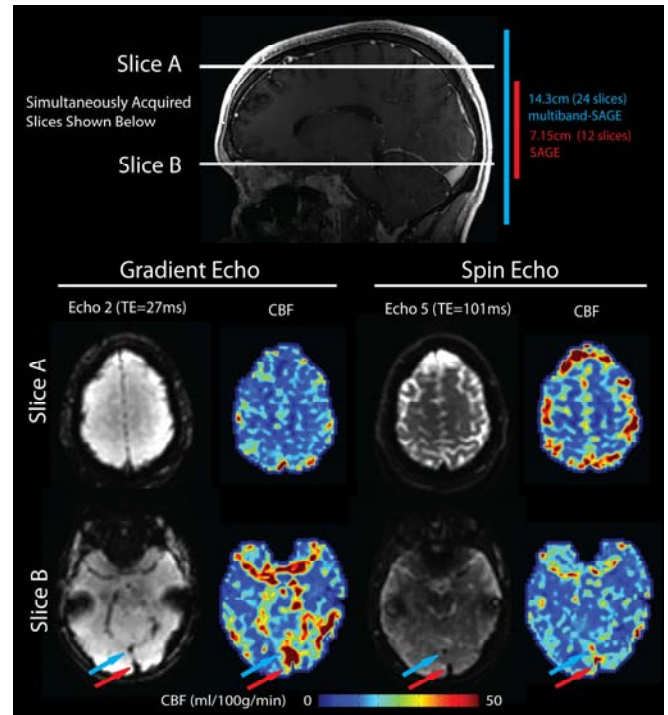 Slice A
Simultaneously Acquired
Slices Shown Below
Slice B
14.3cm (24 slices)
multiband-SAGE
7.15cm (12 slices)
SAGE
Gradient Echo
Spin Echo
Echo 2 (TE=27ms)
CBF
Echo 5 (TE=101ms)
CBF
Slice A
Slice B
CBF (ml/100g/min) 0 50